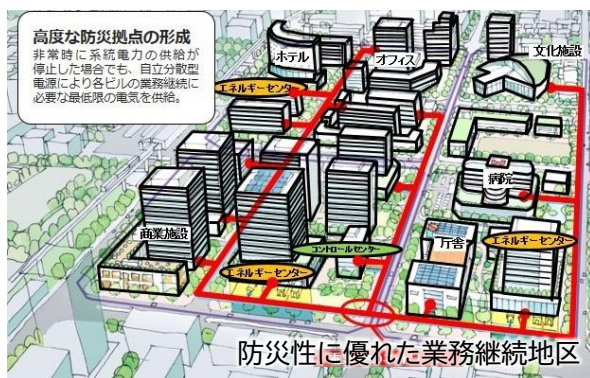 高度な防災拠点の形成
非常時に系統電力の供給が
停止した場合でも、自立分散型
電源により各ビルの業務継続に
必要な最低限の電気を供給。
ホテル
オフィス
文化施設
エネルギーセンター
病院
商業施設
コントロールセンター
庁舎
エネルギーセンター
エネルギーセンター
防災性に優れた業務継続地区